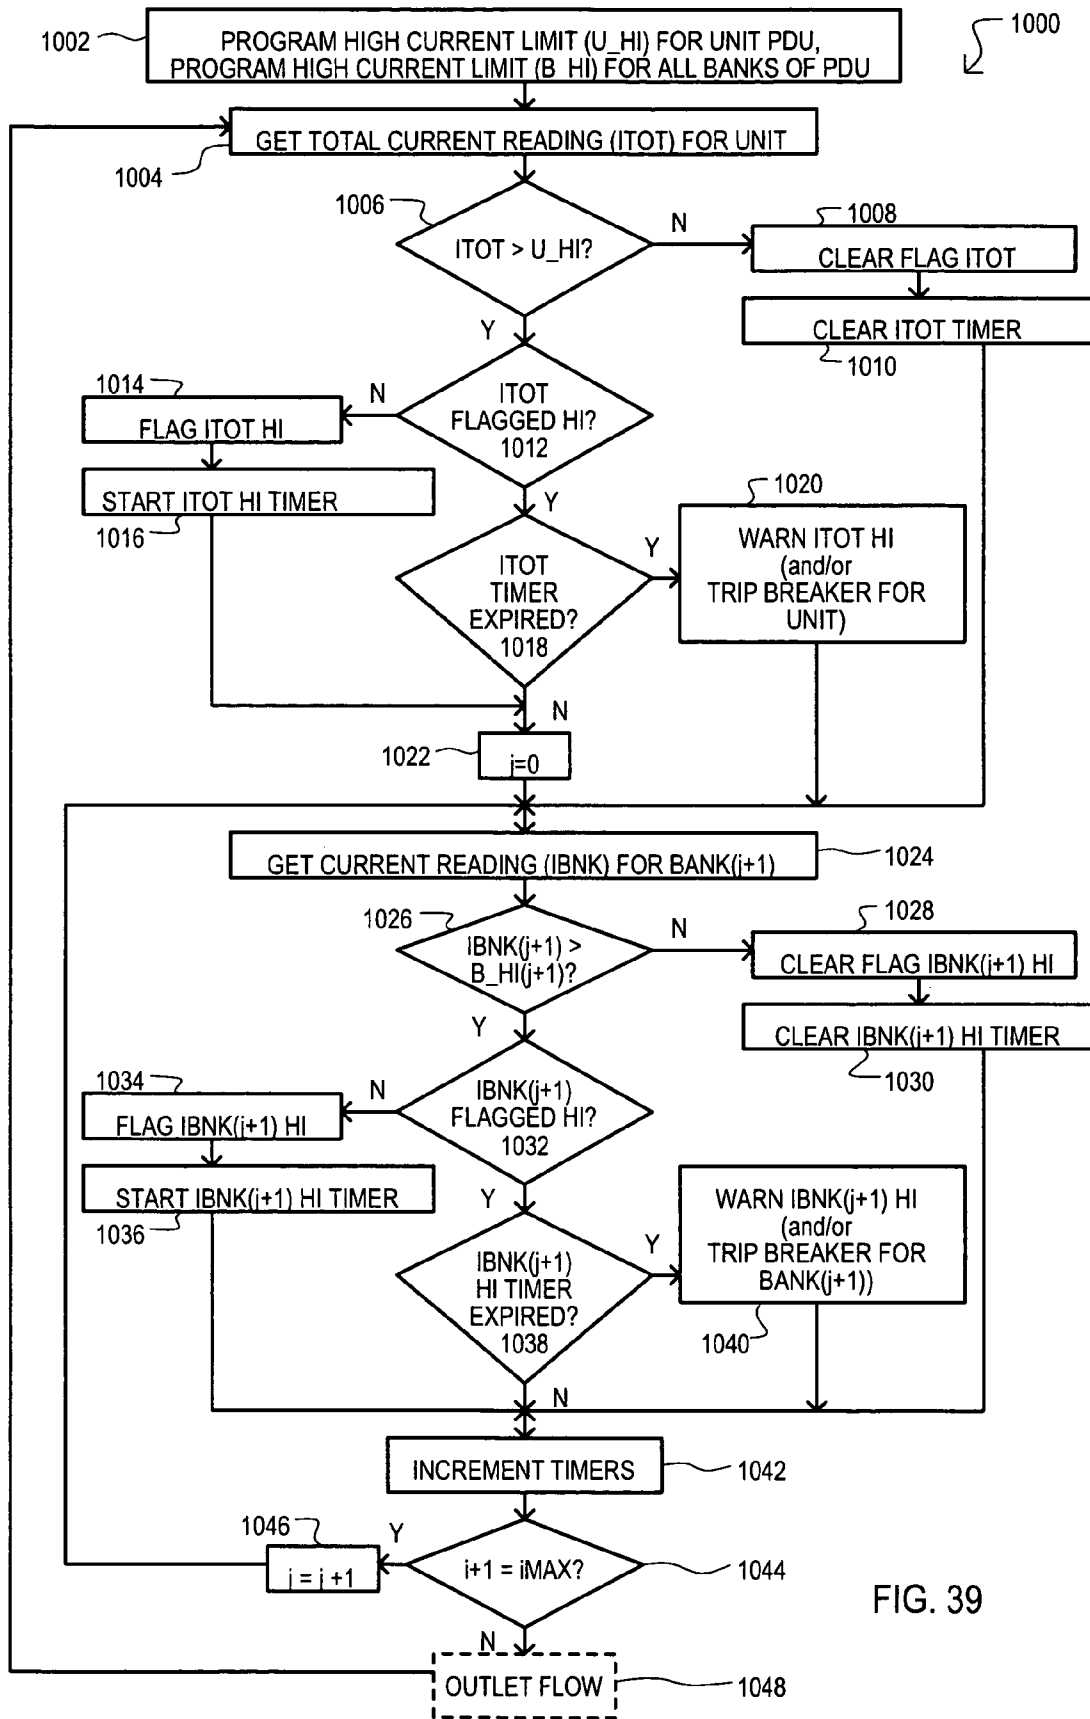 1000
1002
PROGRAM HIGH CURRENT LIMIT (U_HI) FOR UNIT PDU,
PROGRAM HIGH CURRENT LIMIT (B_HI) FOR ALL BANKS OF PDU
GET TOTAL CURRENT READING (ITOT) FOR UNIT
1004
1006
ITOT > U_HI?
N
1008
CLEAR FLAG ITOT
CLEAR ITOT TIMER
1010
Y
1014
N
FLAG ITOT HI
ITOT
FLAGGED HI?
1012
START ITOT HI TIMER
1016
Y
1020
ITOT
TIMER
EXPIRED?
1018
Y
WARN ITOT HI
(and/or
TRIP BREAKER FOR
UNIT)
N
1022
j=0
GET CURRENT READING (IBNK) FOR BANK(j+1)
1024
1026
IBNK(j+1) >
B_HI(j+1)?
N
1028
CLEAR FLAG IBNK(j+1) HI
CLEAR IBNK(j+1) HI TIMER
1030
Y
1034
N
FLAG IBNK(j+1) HI
IBNK(j+1)
FLAGGED HI?
1032
START IBNK(j+1) HI TIMER
1036
Y
IBNK(j+1)
HI TIMER
EXPIRED?
1038
Y
WARN IBNK(j+1) HI
(and/or
TRIP BREAKER FOR
BANK(j+1))
1040
N
INCREMENT TIMERS
1042
1046
Y
j = j +1
i+1 = iMAX?
1044
N
OUTLET FLOW
1048
FIG. 39